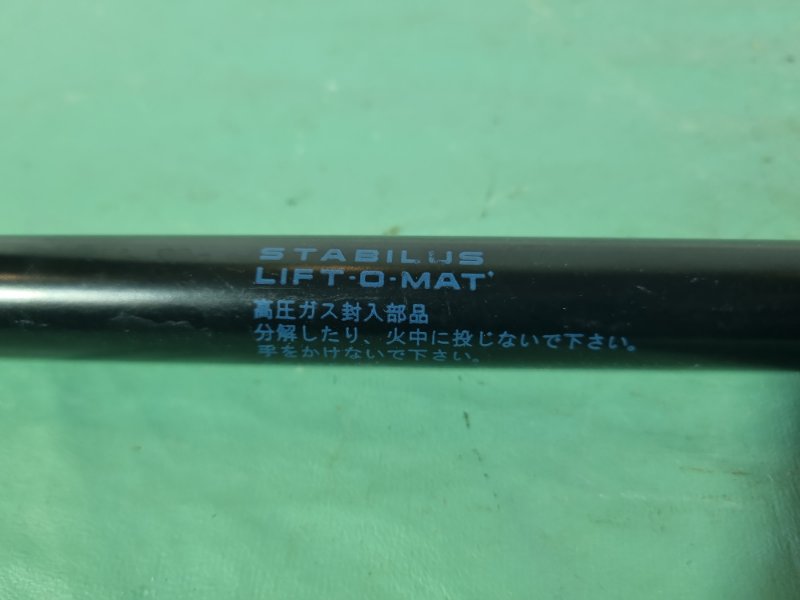 STABILUS
LIFT-O-MAT
高圧ガス封入部品
分解したり、火中に投じないで下さい。
手をかけないで下さい。